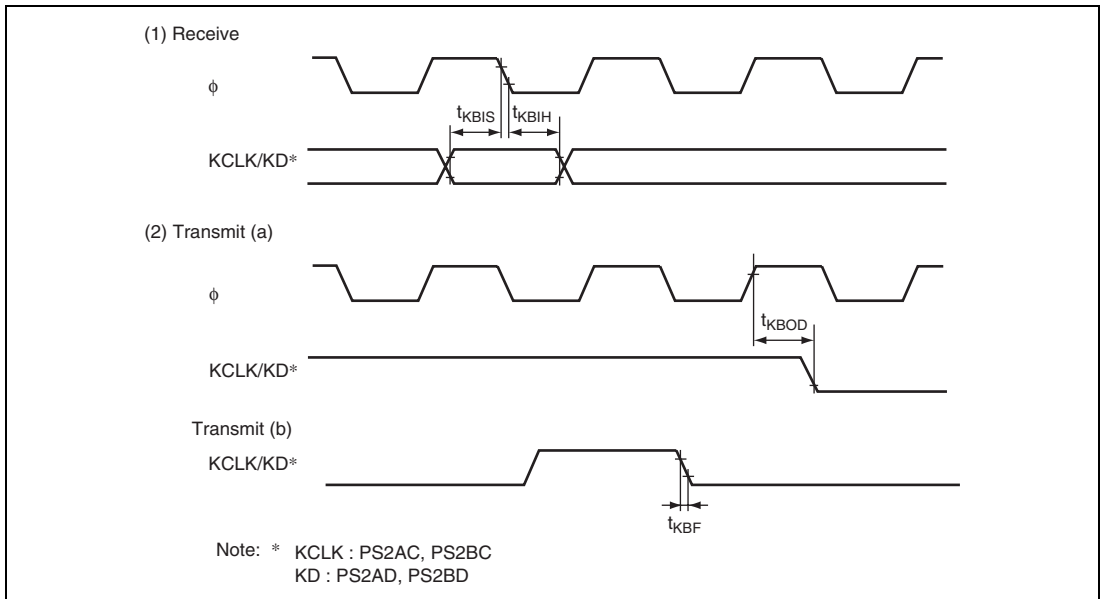 (1) Receive
ϕ
tKBIS tKBIH
KCLK/KD*
(2) Transmit (a)
ϕ
tKBOD
KCLK/KD*
Transmit (b)
KCLK/KD*
tKBF
Note: * KCLK : PS2AC, PS2BC
KD : PS2AD, PS2BD